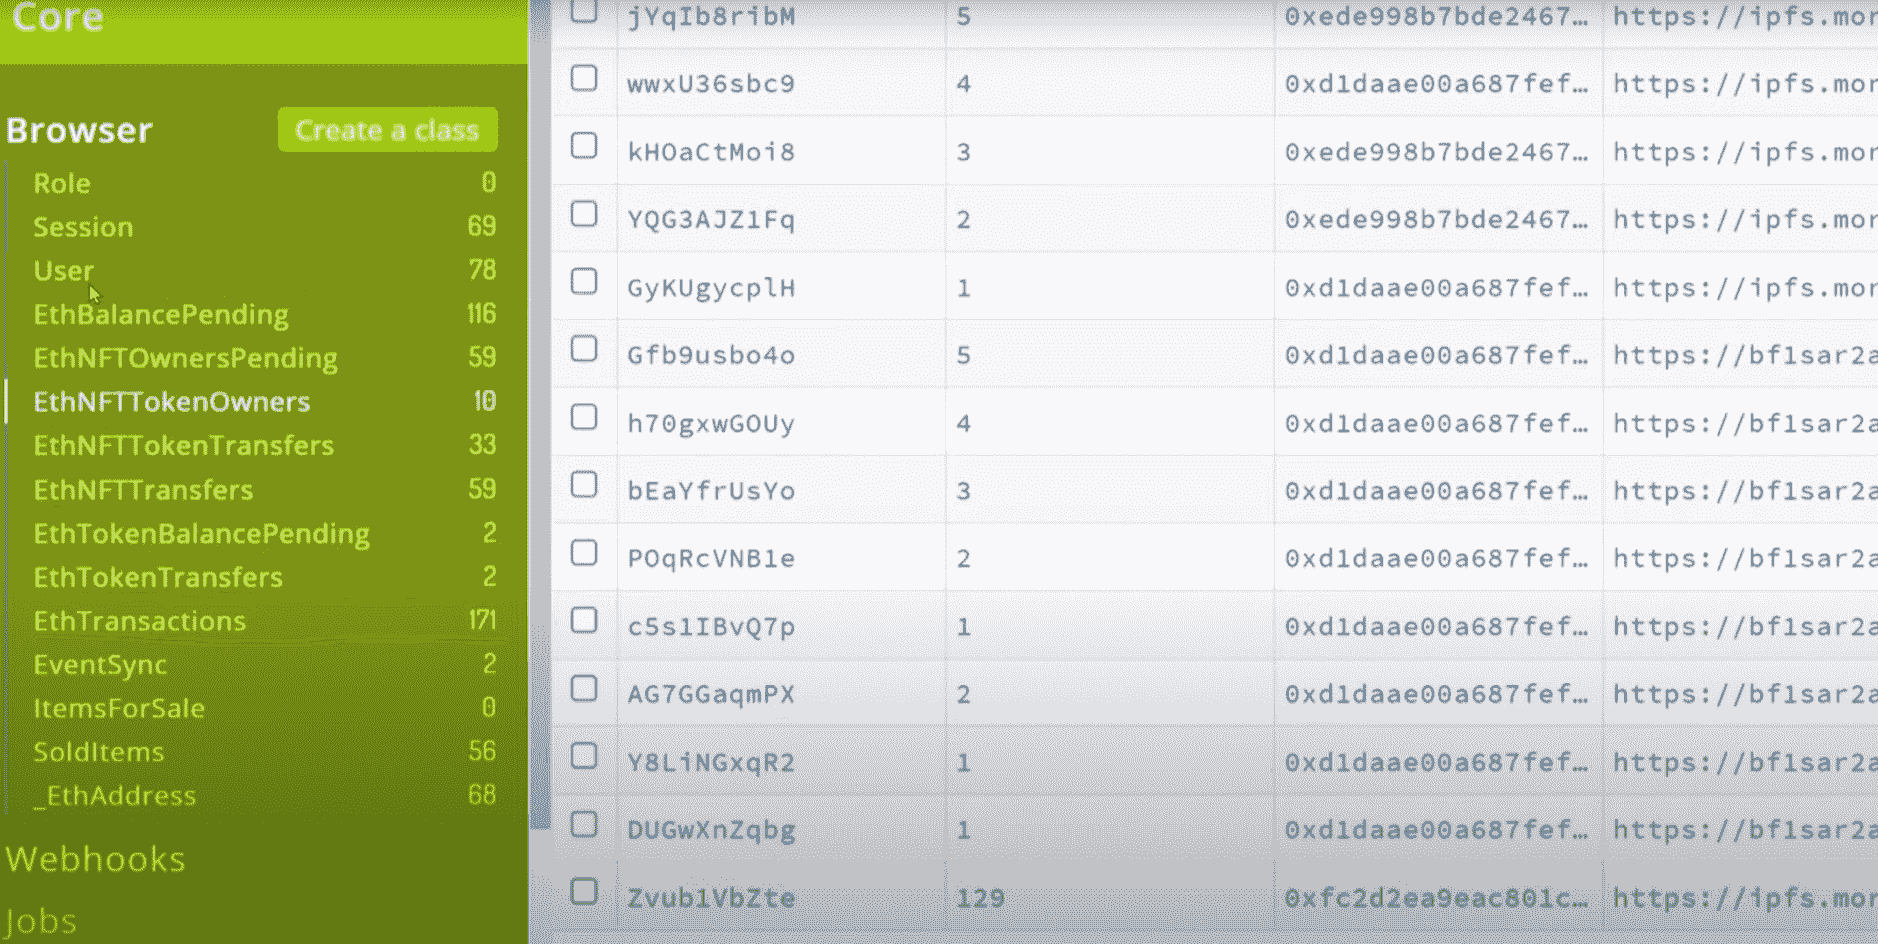 Core
Browser
Create a class
Role 0
Session 69
User 78
EthBalancePending 116
EthNFTOwnersPending 59
EthNFTTokenOwners 10
EthNFTTokenTransfers 33
EthNFTTransfers 59
EthTokenBalancePending 2
EthTokenTransfers 2
EthTransactions 171
EventSync 2
ItemsForSale 0
SoldItems 56
_EthAddress 68
Webhooks
Jobs
jYqIb8ribM 5 0xede998b7bde2467… https://ipfs.mor
wwxU36sbc9 4 0xd1daae00a687fef… https://ipfs.mor
kHOaCtMoi8 3 0xede998b7bde2467… https://ipfs.mor
YQG3AJZ1Fq 2 0xede998b7bde2467… https://ipfs.mor
GyKUgycplH 1 0xd1daae00a687fef… https://ipfs.mor
Gfb9usbo4o 5 0xd1daae00a687fef… https://bf1sar2a
h70gxwGOUy 4 0xd1daae00a687fef… https://bf1sar2a
bEaYfrUsYo 3 0xd1daae00a687fef… https://bf1sar2a
POqRcVNB1e 2 0xd1daae00a687fef… https://bf1sar2a
c5s1IBvQ7p 1 0xd1daae00a687fef… https://bf1sar2a
AG7GGaqmPX 2 0xd1daae00a687fef… https://bf1sar2a
Y8LiNGxqR2 1 0xd1daae00a687fef… https://bf1sar2a
DUGwXnZqbg 1 0xd1daae00a687fef… https://bf1sar2a
Zvub1VbZte 129 0xfc2d2ea9eac801c… https://ipfs.mor